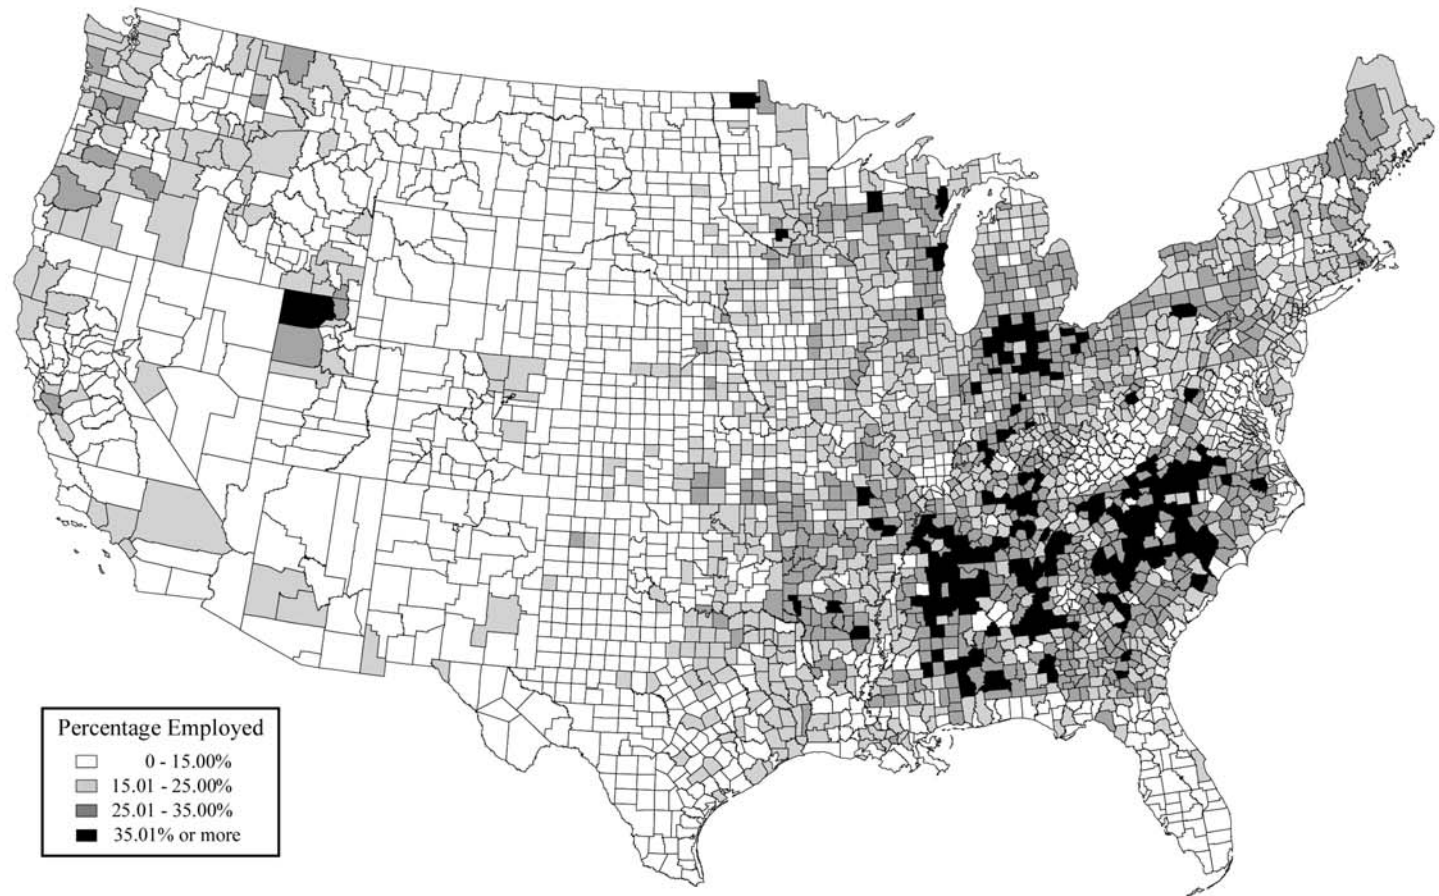 Percentage Employed
0 - 15.00%
15.01 - 25.00%
25.01 - 35.00%
35.01% or more